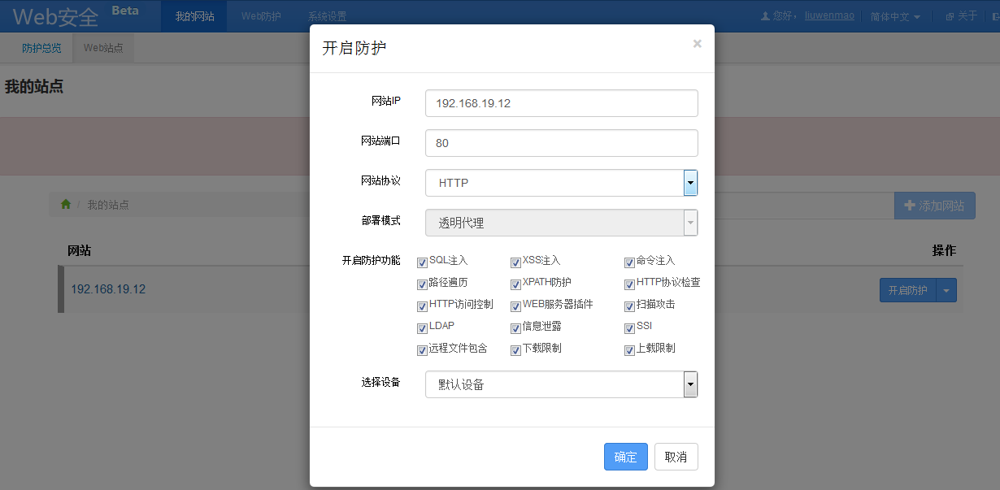 Web安全 Beta 我的网站 Web防护 系统设置 您好， liuwenmao 简体中文 关于
防护总览 Web站点
我的站点
我的站点
添加网站
网站 操作
192.168.19.12 开启防护
开启防护 ×
网站IP 192.168.19.12
网站端口 80
网站协议 HTTP
部署模式 透明代理
开启防护功能 SQL注入 XSS注入 命令注入
路径遍历 XPATH防护 HTTP协议检查
HTTP访问控制 WEB服务器插件 扫描攻击
LDAP 信息泄露 SSI
远程文件包含 下载限制 上载限制
选择设备 默认设备
确定 取消